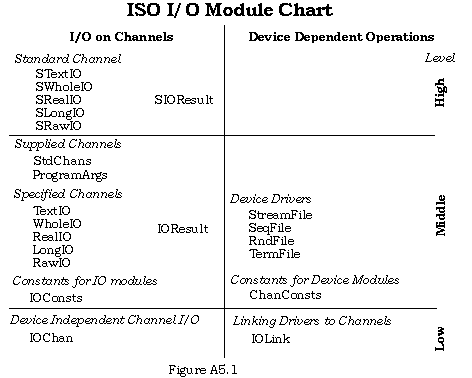 ISO I/O Module Chart
I/O on Channels
Device Dependent Operations
Level
Standard Channel
STextIO
SWholeIO
SRealIO
SLongIO
SRawIO
SIOResult
High
Supplied Channels
StdChans
ProgramArgs
Specified Channels
TextIO
WholeIO
RealIO
LongIO
RawIO
IOResult
Constants for IO modules
IOConsts
Device Drivers
StreamFile
SeqFile
RndFile
TermFile
Constants for Device Modules
ChanConsts
Middle
Device Independent Channel I/O
IOChan
Linking Drivers to Channels
IOLink
Low
Figure A5.1